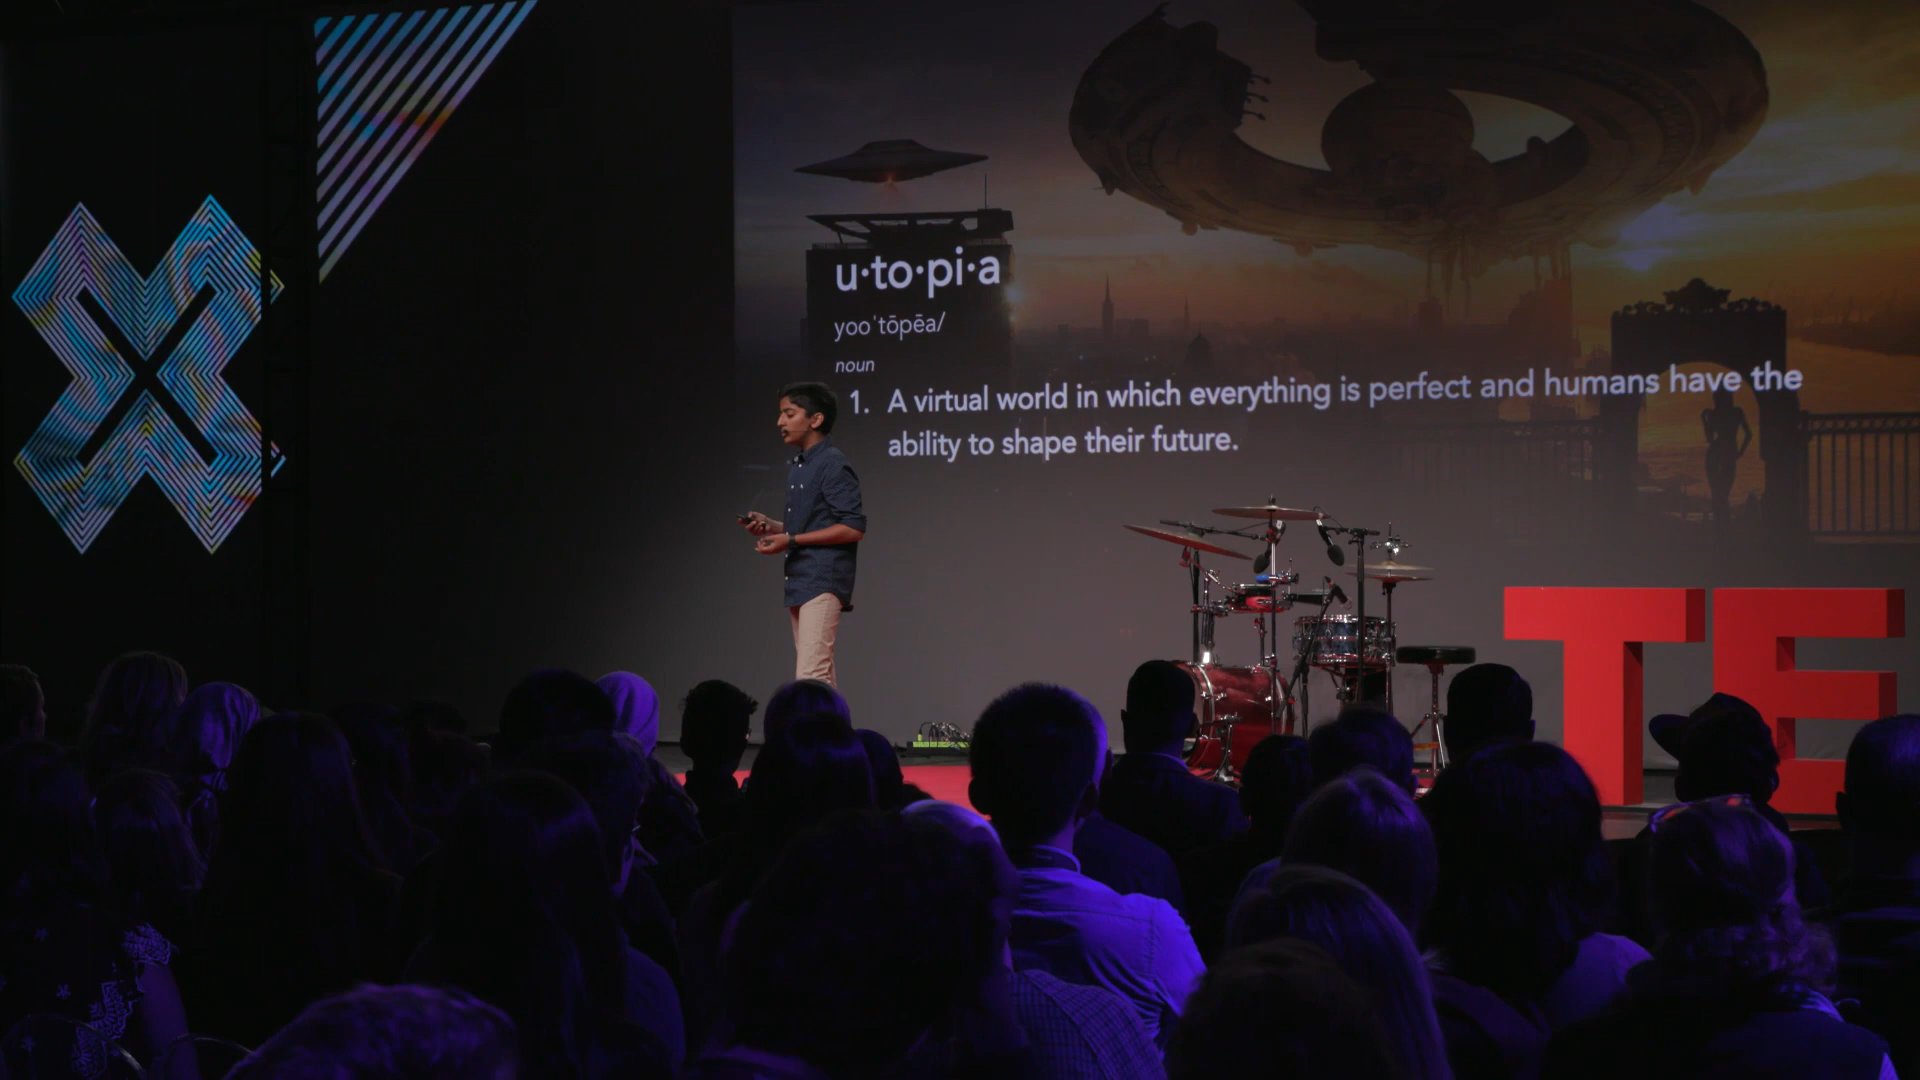 u·to·pi·a
yoo'tōpēa/
noun
1. A virtual world in which everything is perfect and humans have the
ability to shape their future.
X
TE